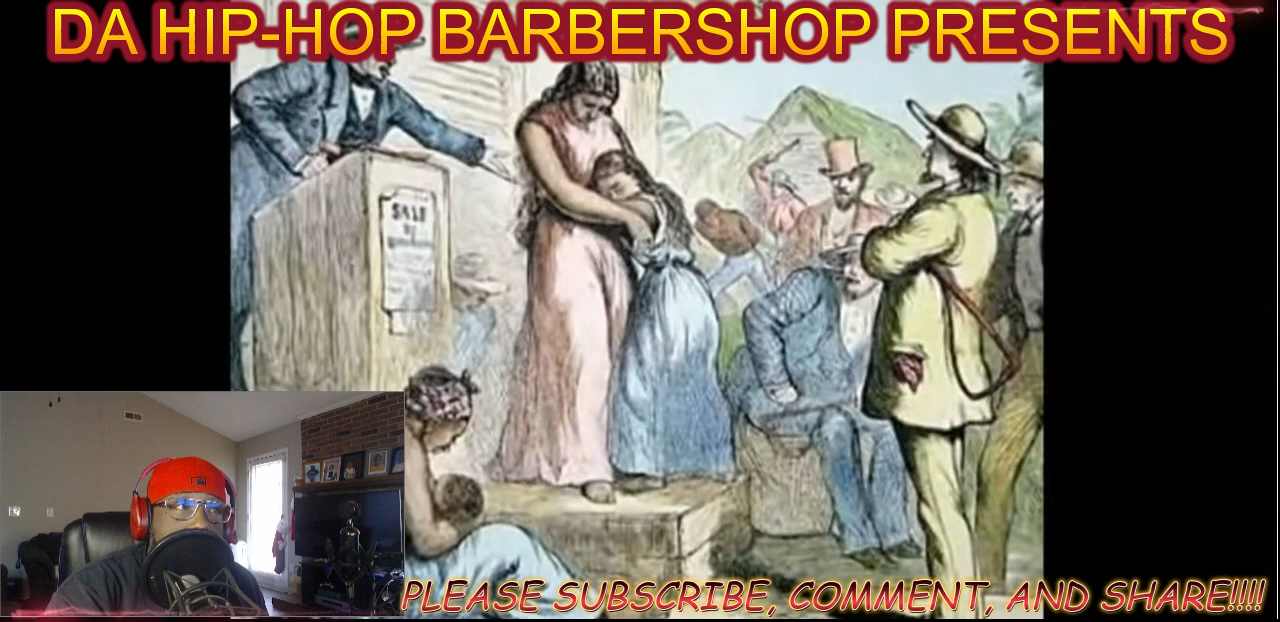 DA HIP-HOP BARBERSHOP PRESENTS
SALE
PLEASE SUBSCRIBE, COMMENT, AND SHARE!!!!